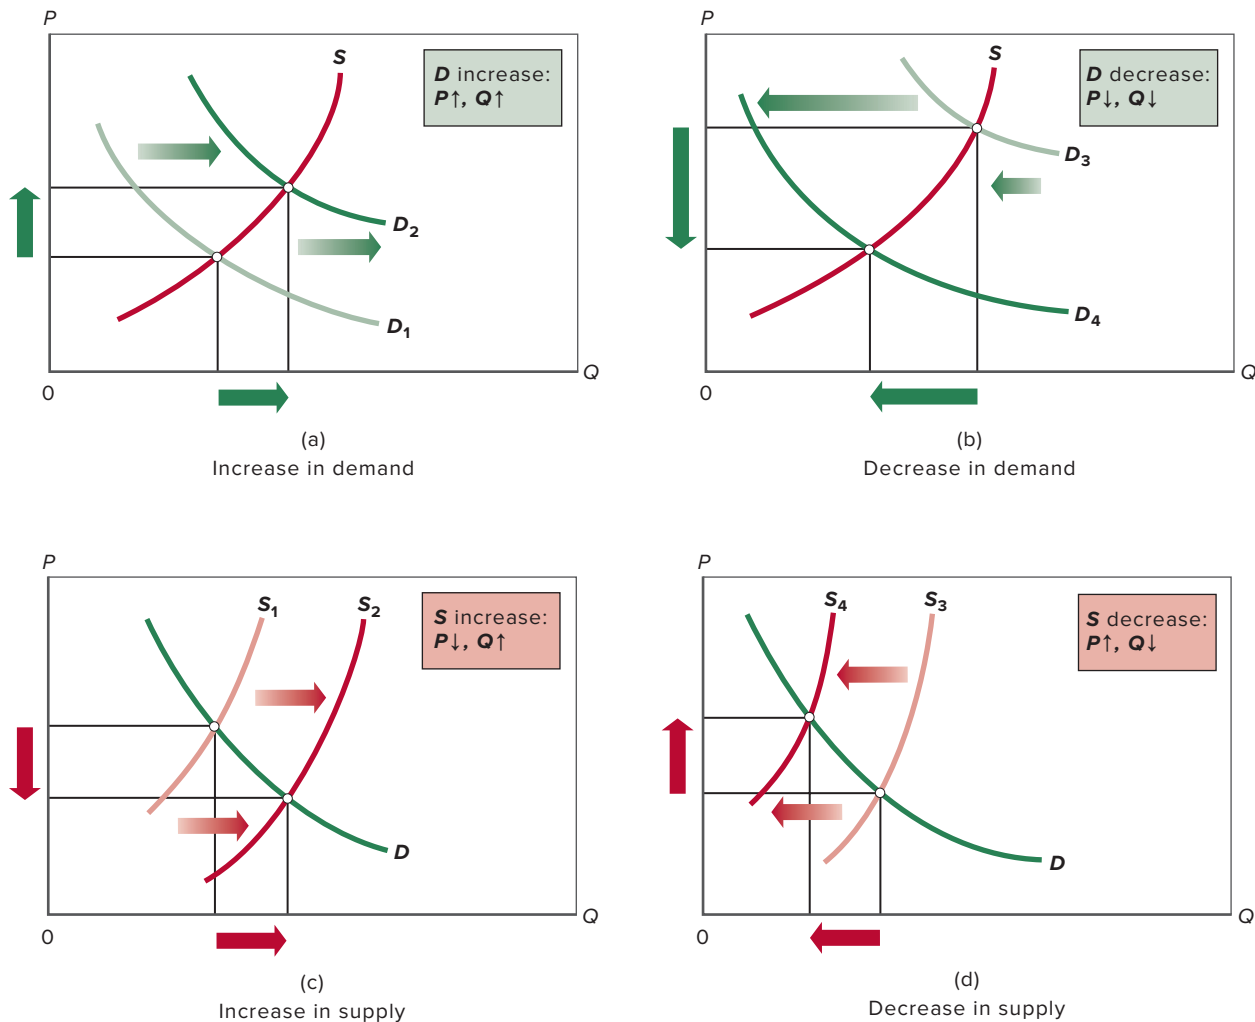 P
S
D increase:
P↑, Q↑
D2
D1
0
Q
(a)
Increase in demand
P
S
D decrease:
P↓, Q↓
D3
D4
0
Q
(b)
Decrease in demand
P
S1
S2
S increase:
P↓, Q↑
D
0
Q
(c)
Increase in supply
P
S4
S3
S decrease:
P↑, Q↓
D
0
Q
(d)
Decrease in supply